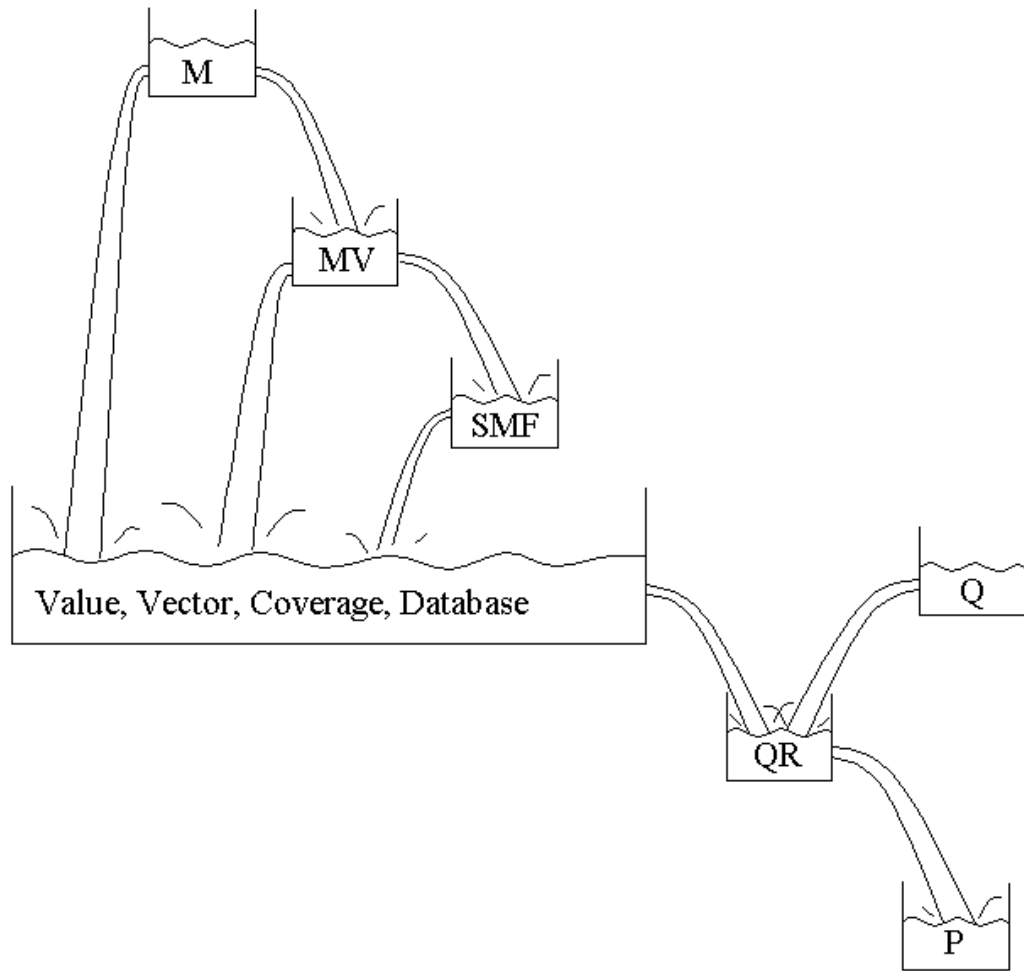 M
MV
SMF
Value, Vector, Coverage, Database
Q
QR
P